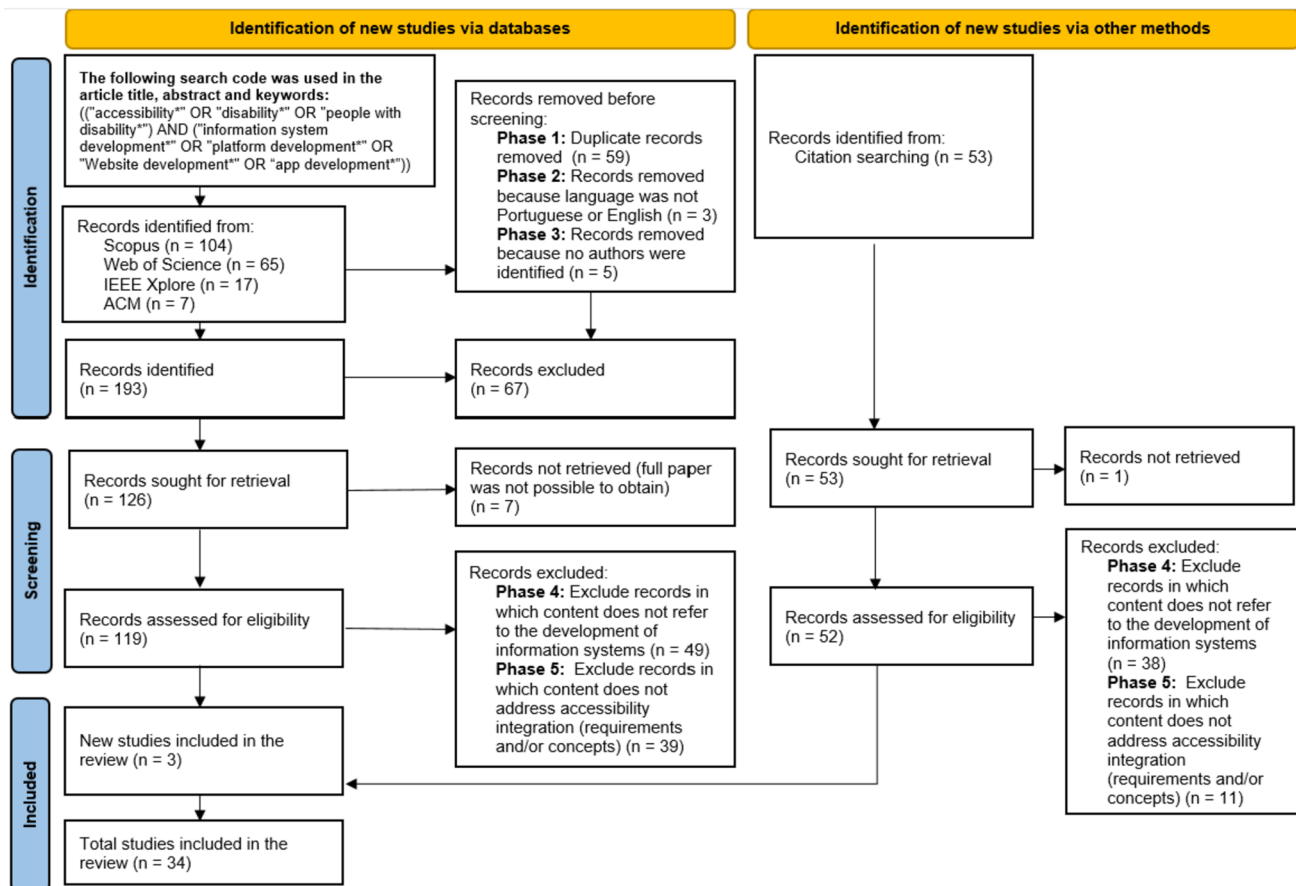 Identification of new studies via databases
Identification of new studies via other methods
Identification
The following search code was used in the
article title, abstract and keywords:
(("accessibility*" OR "disability*" OR "people with
disability*") AND ("information system
development*" OR "platform development*" OR
"Website development*" OR “app development*"))
Records identified from:
Scopus (n = 104)
Web of Science (n = 65)
IEEE Xplore (n = 17)
ACM (n = 7)
Records removed before
screening:
Phase 1: Duplicate records
removed (n = 59)
Phase 2: Records removed
because language was not
Portuguese or English (n = 3)
Phase 3: Records removed
because no authors were
identified (n = 5)
Records identified from:
Citation searching (n = 53)
Records identified
(n = 193)
Records excluded
(n = 67)
Screening
Records sought for retrieval
(n = 126)
Records not retrieved (full paper
was not possible to obtain)
(n = 7)
Records sought for retrieval
(n = 53)
Records not retrieved
(n = 1)
Records assessed for eligibility
(n = 119)
Records excluded:
Phase 4: Exclude records in
which content does not refer
to the development of
information systems (n = 49)
Phase 5: Exclude records in
which content does not
address accessibility
integration (requirements
and/or concepts) (n = 39)
Records assessed for eligibility
(n = 52)
Records excluded:
Phase 4: Exclude
records in which
content does not refer
to the development of
information systems
(n = 38)
Phase 5: Exclude
records in which
content does not
address accessibility
integration
(requirements and/or
concepts) (n = 11)
Included
New studies included in the
review (n = 3)
Total studies included in the
review (n = 34)